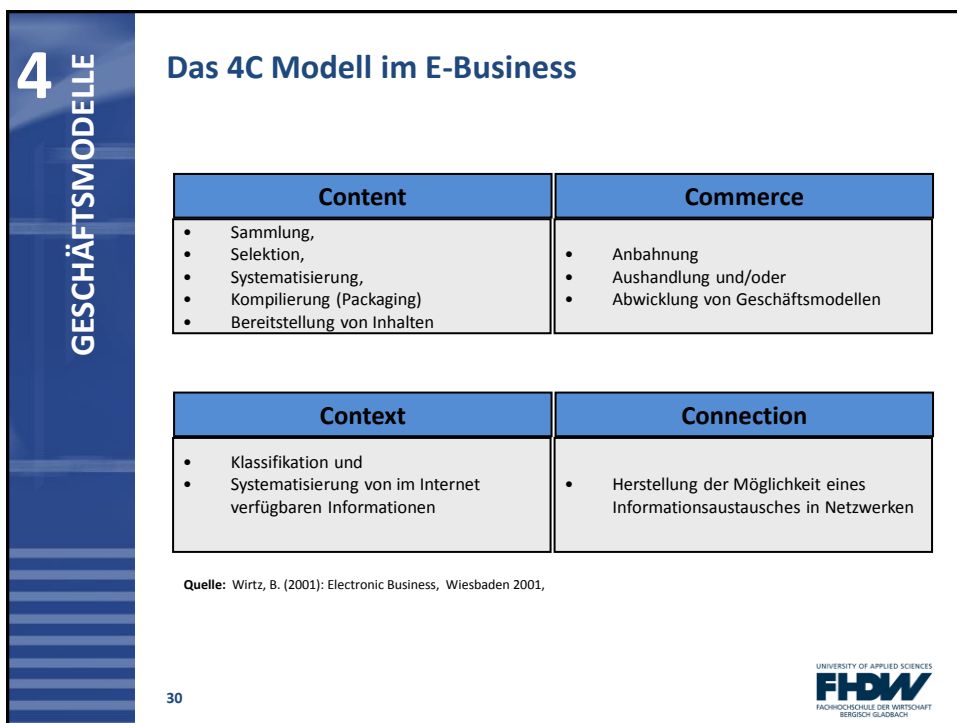 4
GESCHÄFTSMODELLE
Das 4C Modell im E-Business
Content
• Sammlung,
• Selektion,
• Systematisierung,
• Kompilierung (Packaging)
• Bereitstellung von Inhalten
Commerce
• Anbahnung
• Aushandlung und/oder
• Abwicklung von Geschäftsmodellen
Context
• Klassifikation und
• Systematisierung von im Internet
verfügbaren Informationen
Connection
• Herstellung der Möglichkeit eines
Informationsaustausches in Netzwerken
Quelle: Wirtz, B. (2001): Electronic Business, Wiesbaden 2001,
30
UNIVERSITY OF APPLIED SCIENCES
FHDW
FACHHOCHSCHULE DER WIRTSCHAFT
BERGISCH GLADBACH